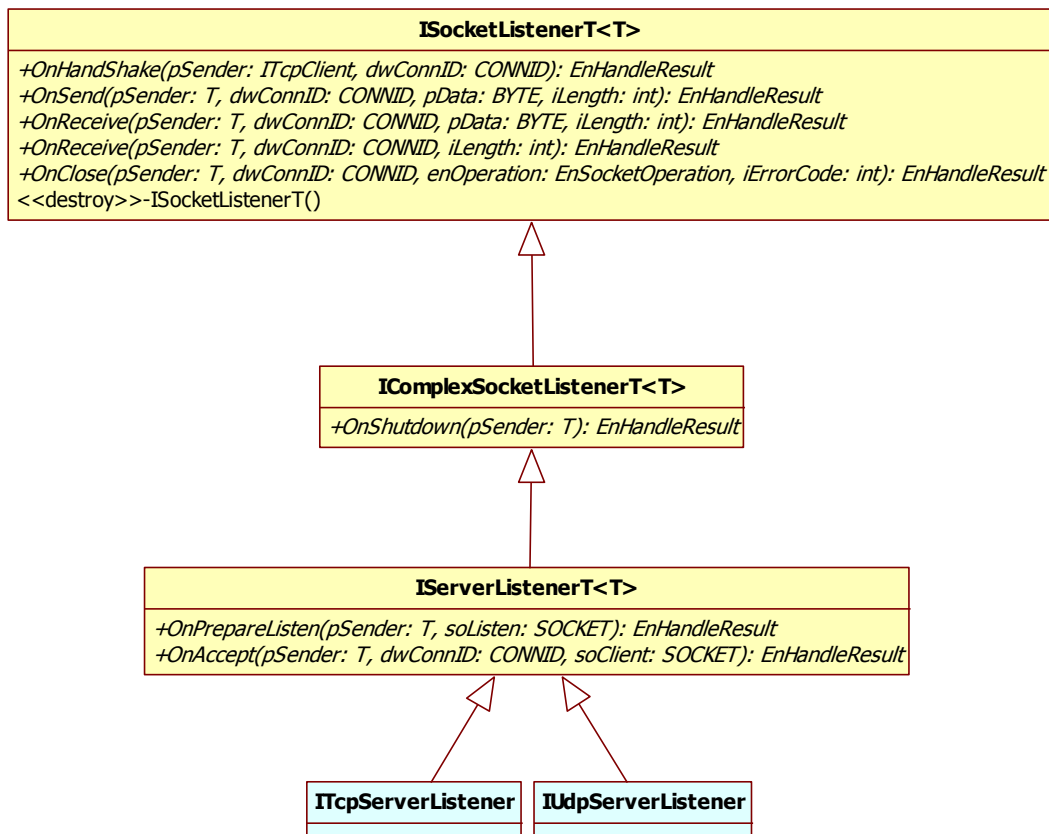 ISocketListenerT<T>
+OnHandShake(pSender: ITcpClient, dwConnID: CONNID): EnHandleResult
+OnSend(pSender: T, dwConnID: CONNID, pData: BYTE, iLength: int): EnHandleResult
+OnReceive(pSender: T, dwConnID: CONNID, pData: BYTE, iLength: int): EnHandleResult
+OnReceive(pSender: T, dwConnID: CONNID, iLength: int): EnHandleResult
+OnClose(pSender: T, dwConnID: CONNID, enOperation: EnSocketOperation, iErrorCode: int): EnHandleResult
<<destroy>>-ISocketListenerT()
IComplexSocketListenerT<T>
+OnShutdown(pSender: T): EnHandleResult
IServerListenerT<T>
+OnPrepareListen(pSender: T, soListen: SOCKET): EnHandleResult
+OnAccept(pSender: T, dwConnID: CONNID, soClient: SOCKET): EnHandleResult
ITcpServerListener
IUdpServerListener